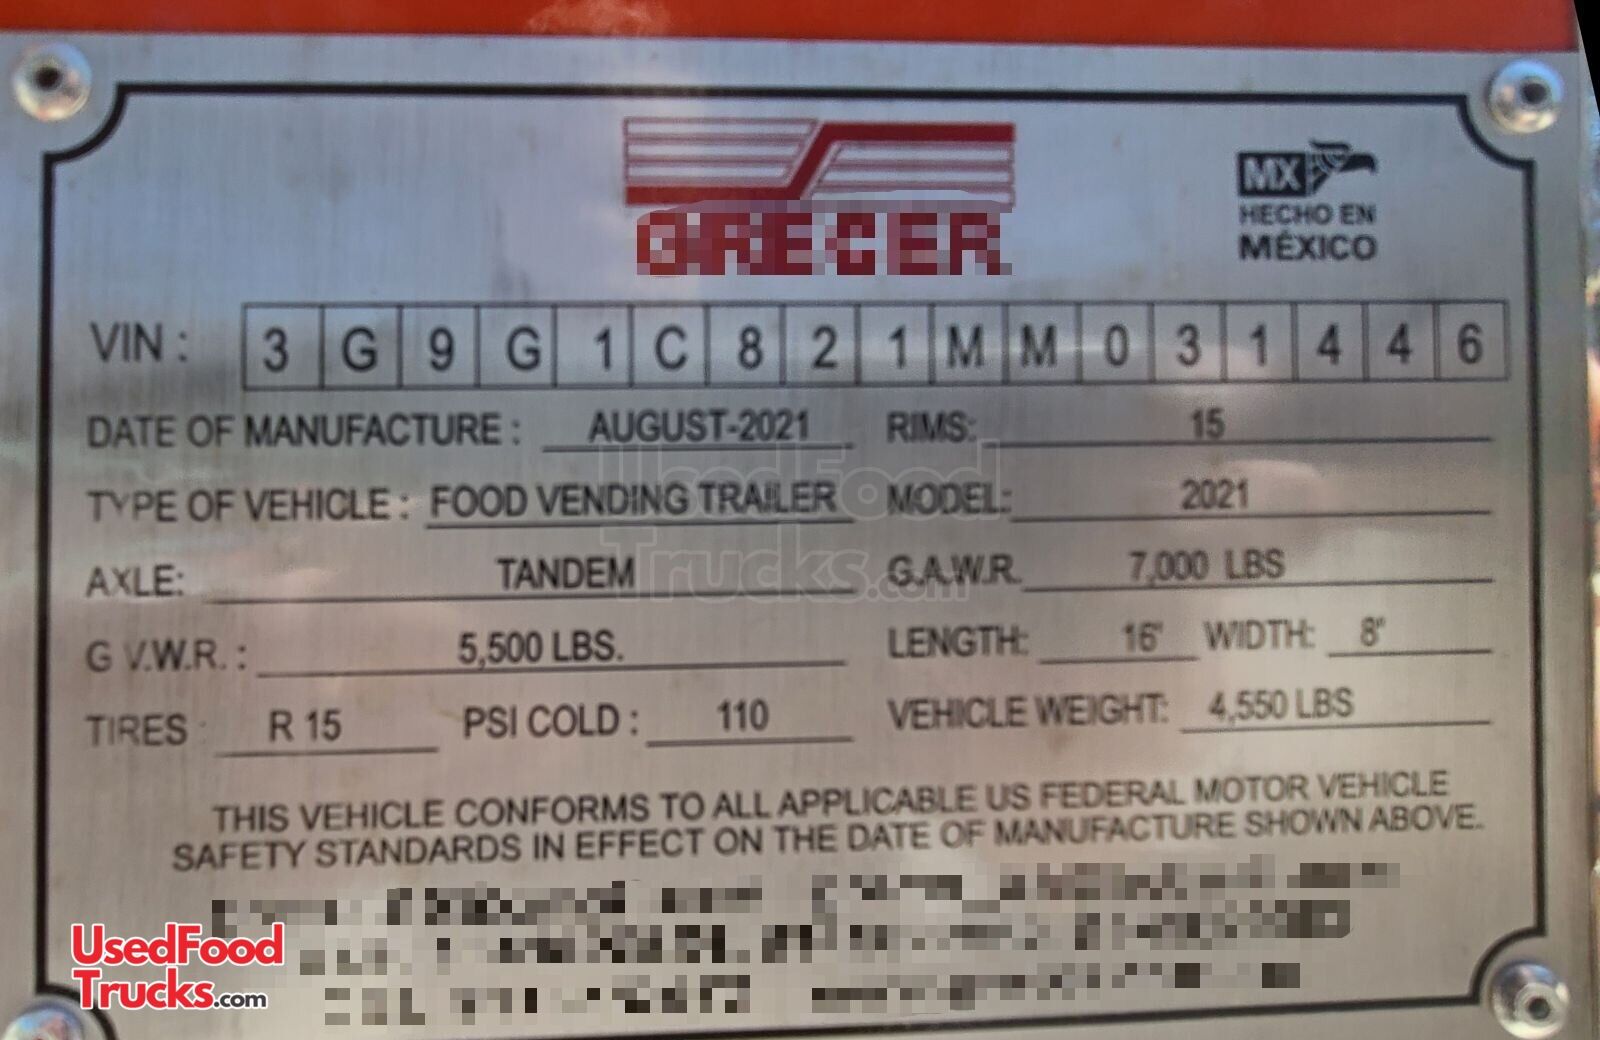 GRECER
MX
HECHO EN
MÉXICO
VIN : 3 G 9 G 1 C 8 2 1 M M 0 3 1 4 4 6
DATE OF MANUFACTURE : AUGUST-2021 RIMS: 15
TYPE OF VEHICLE : FOOD VENDING TRAILER MODEL: 2021
AXLE: TANDEM G.A.W.R. 7,000 LBS
G V.W.R. : 5,500 LBS. LENGTH: 16' WIDTH: 8'
TIRES : R 15 PSI COLD : 110 VEHICLE WEIGHT: 4,550 LBS
THIS VEHICLE CONFORMS TO ALL APPLICABLE US FEDERAL MOTOR VEHICLE
SAFETY STANDARDS IN EFFECT ON THE DATE OF MANUFACTURE SHOWN ABOVE.
UsedFood
Trucks.com
UsedFood
Trucks.com